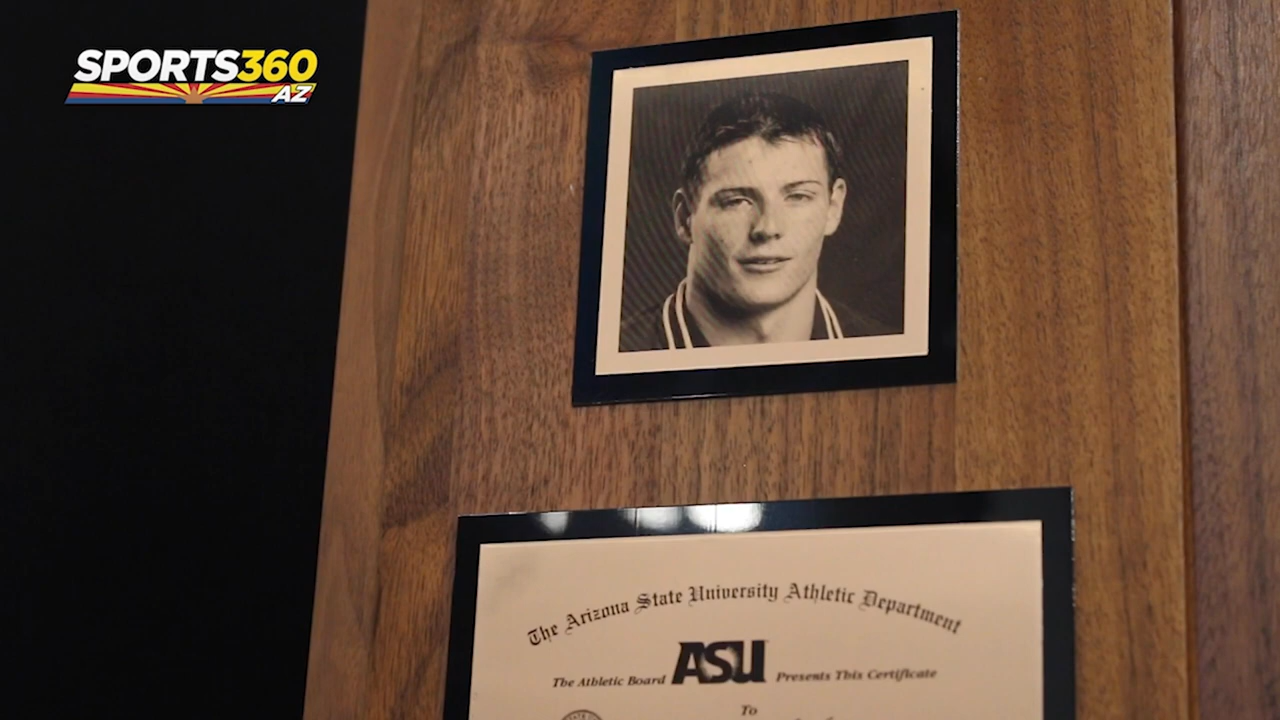 SPORTS360
AZ
The Arizona State University Athletic Department
The Athletic Board ASU Presents This Certificate
To